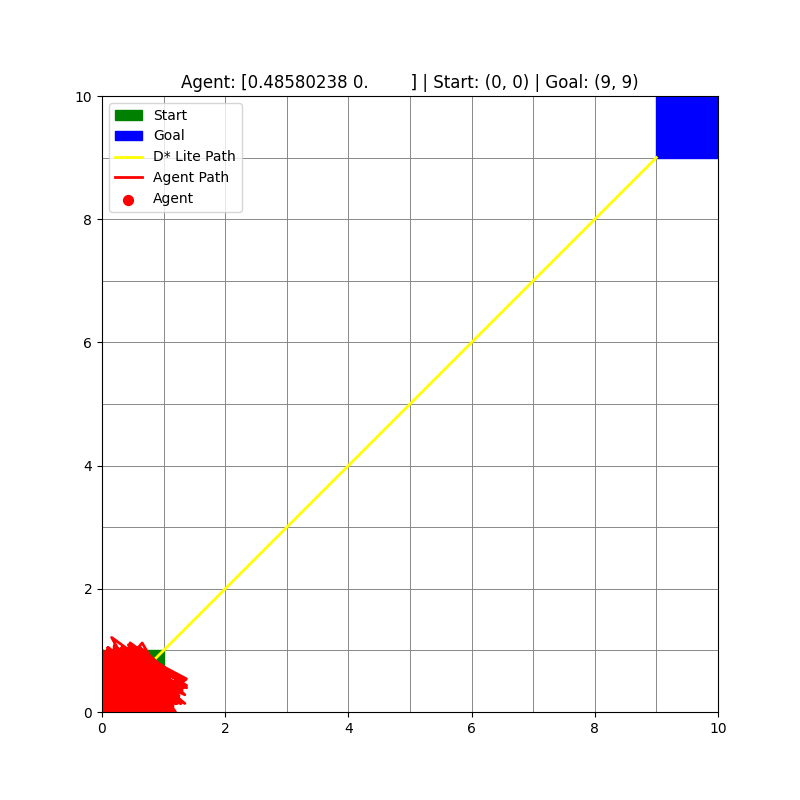 Agent: [0.48580238 0.        ] | Start: (0, 0) | Goal: (9, 9)
Start
Goal
D* Lite Path
Agent Path
Agent
10
8
6
4
2
0
0 2 4 6 8 10